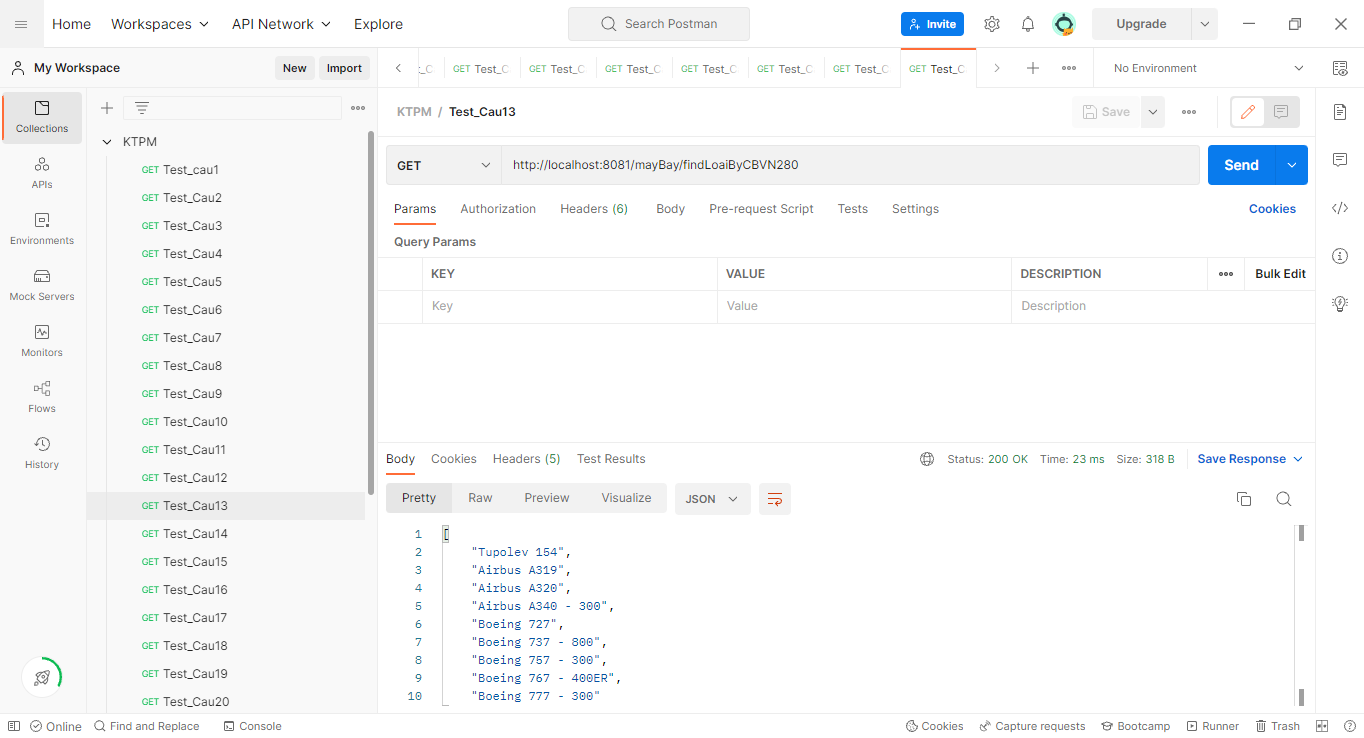 Home Workspaces API Network Explore Search Postman Invite Upgrade
My Workspace New Import
GET Test_C GET Test_C GET Test_C GET Test_C GET Test_C GET Test_C GET Test_C No Environment
Collections
APIs
Environments
Mock Servers
Monitors
Flows
History
KTPM
GET Test_cau1
GET Test_Cau2
GET Test_Cau3
GET Test_Cau4
GET Test_Cau5
GET Test_Cau6
GET Test_Cau7
GET Test_Cau8
GET Test_Cau9
GET Test_Cau10
GET Test_Cau11
GET Test_Cau12
GET Test_Cau13
GET Test_Cau14
GET Test_Cau15
GET Test_Cau16
GET Test_Cau17
GET Test_Cau18
GET Test_Cau19
GET Test_Cau20
KTPM / Test_Cau13 Save
GET http://localhost:8081/mayBay/findLoaiByCBVN280 Send
Params Authorization Headers (6) Body Pre-request Script Tests Settings Cookies
Query Params
KEY VALUE DESCRIPTION Bulk Edit
Key Value Description
Body Cookies Headers (5) Test Results Status: 200 OK Time: 23 ms Size: 318 B Save Response
Pretty Raw Preview Visualize JSON
1 [
2 "Tupolev 154",
3 "Airbus A319",
4 "Airbus A320",
5 "Airbus A340 - 300",
6 "Boeing 727",
7 "Boeing 737 - 800",
8 "Boeing 757 - 300",
9 "Boeing 767 - 400ER",
10 "Boeing 777 - 300"
Online Find and Replace Console Cookies Capture requests Bootcamp Runner Trash